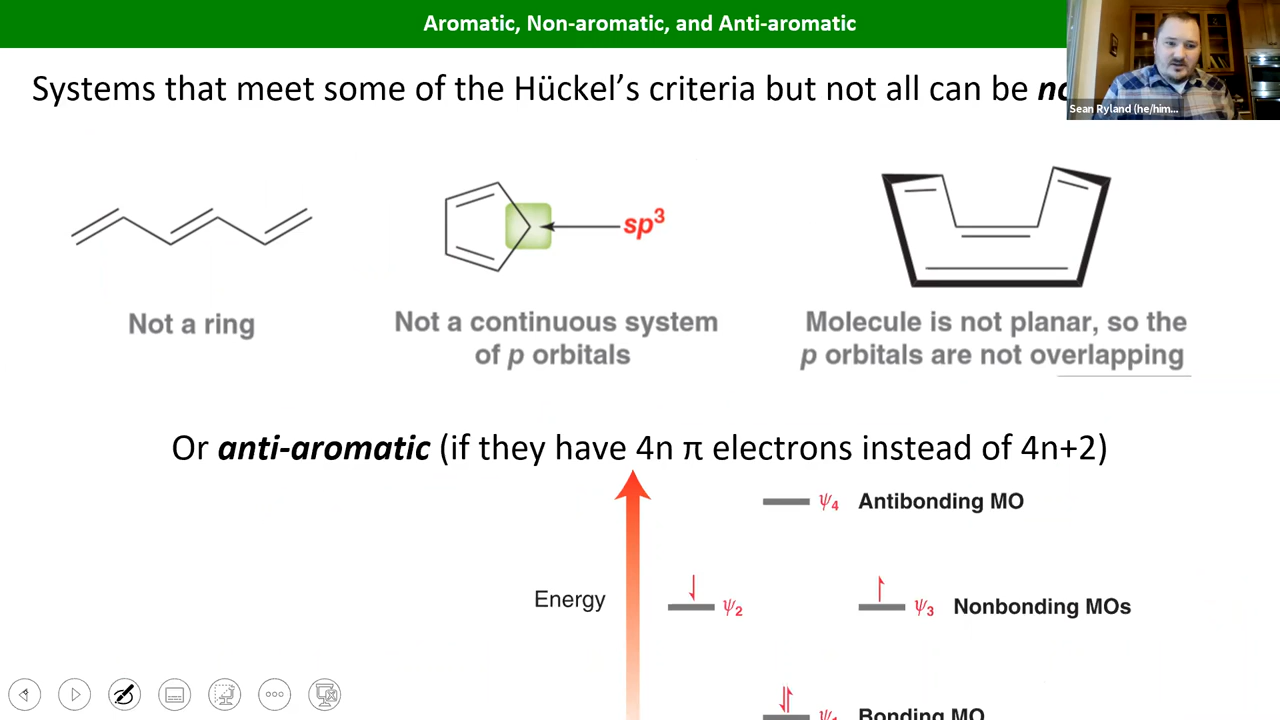 Aromatic, Non-aromatic, and Anti-aromatic
Sean Ryland (he/him...
Systems that meet some of the Hückel’s criteria but not all can be
sp³
Not a ring
Not a continuous system
of p orbitals
Molecule is not planar, so the
p orbitals are not overlapping
Or anti-aromatic (if they have 4n π electrons instead of 4n+2)
ψ4 Antibonding MO
Energy
ψ2
ψ3 Nonbonding MOs
Bonding MO